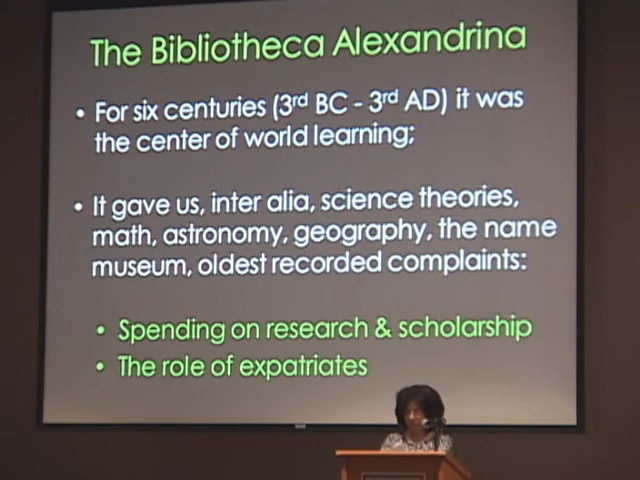 The Bibliotheca Alexandrina
• For six centuries (3rd BC - 3rd AD) it was
the center of world learning;
• It gave us, inter alia, science theories,
math, astronomy, geography, the name
museum, oldest recorded complaints:
• Spending on research & scholarship
• The role of expatriates